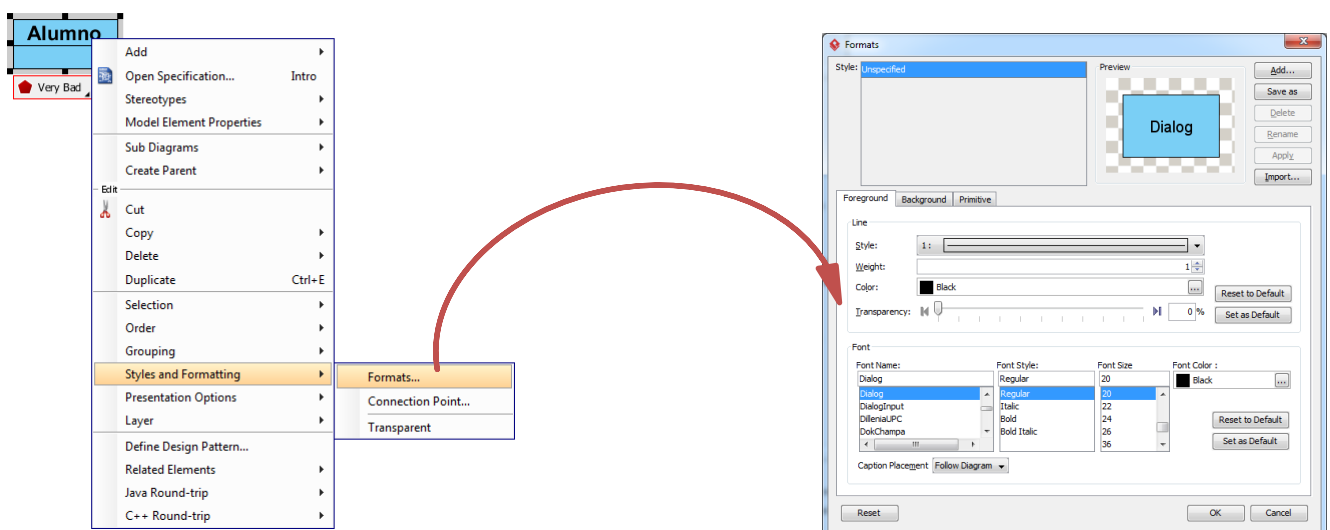 Alumno
Very Bad
Add
Open Specification... Intro
Stereotypes
Model Element Properties
Sub Diagrams
Create Parent
Edit
Cut
Copy
Delete
Duplicate Ctrl+E
Selection
Order
Grouping
Styles and Formatting
Presentation Options
Layer
Define Design Pattern...
Related Elements
Java Round-trip
C++ Round-trip
Formats...
Connection Point...
Transparent
Formats
Style: Unspecified
Preview
Dialog
Add...
Save as
Delete
Rename
Apply
Import...
Foreground Background Primitive
Line
Style: 1 :
Weight: 1
Color: Black
Reset to Default
Transparency: 0 %
Set as Default
Font
Font Name: Font Style: Font Size Font Color :
Dialog Regular 20 Black
Dialog Regular 20
DialogInput Italic 22
DilleniaUPC Bold 24
DokChampa Bold Italic 26
36
Reset to Default
Set as Default
Caption Placement Follow Diagram
Reset OK Cancel